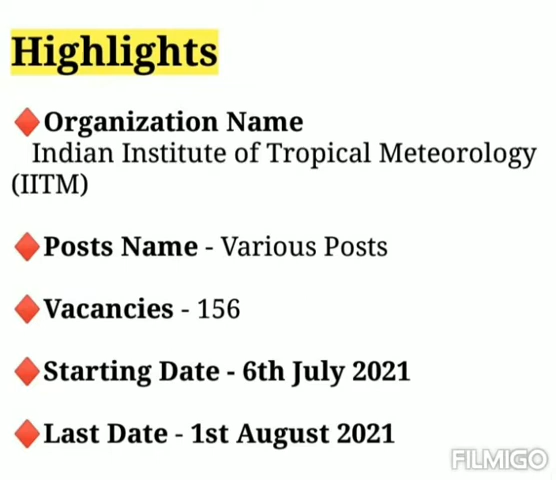 Highlights
♦Organization Name
Indian Institute of Tropical Meteorology
(IITM)
♦Posts Name - Various Posts
♦Vacancies - 156
♦Starting Date - 6th July 2021
♦Last Date - 1st August 2021
FILMIGO